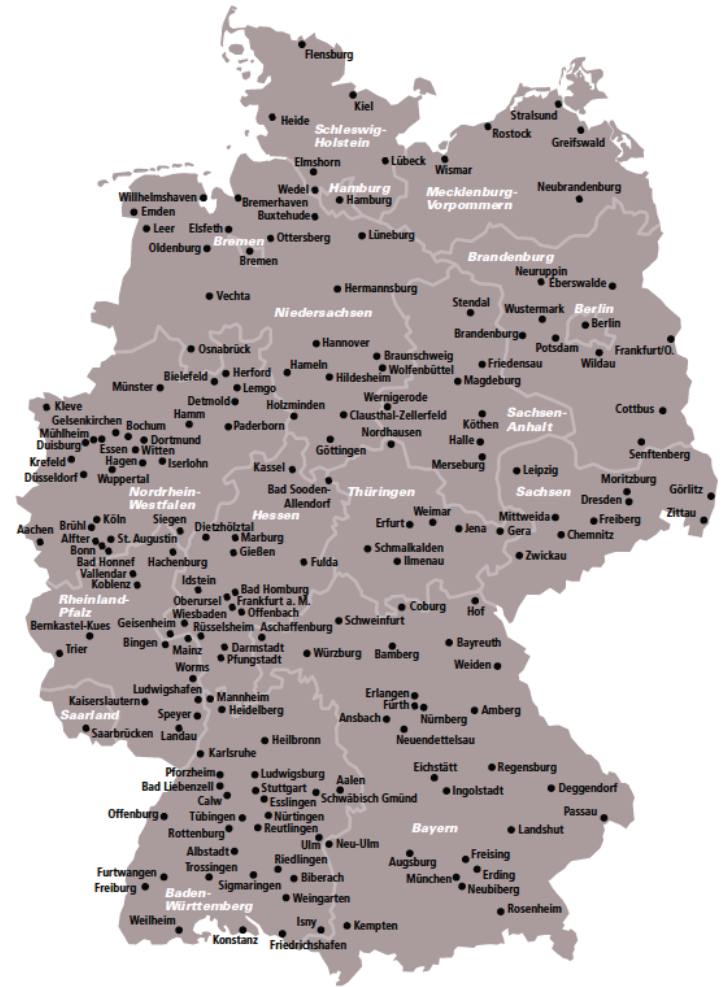 Flensburg
Kiel
Heide
Stralsund
Rostock
Greifswald
Schleswig-
Holstein
Elmshorn
Lübeck
Wismar
Willhelmshaven
Wedel
Hamburg
Mecklenburg-
Vorpommern
Neubrandenburg
Bremerhaven
Hamburg
Emden
Buxtehude
Leer
Elsfeth
Bremen
Ottersberg
Lüneburg
Oldenburg
Bremen
Brandenburg
Neuruppin
Eberswalde
Vechta
Hermannsburg
Niedersachsen
Stendal
Wustermark
Berlin
Berlin
Brandenburg
Potsdam
Frankfurt/O.
Wildau
Osnabrück
Hannover
Braunschweig
Wolfenbüttel
Friedensau
Magdeburg
Bielefeld
Herford
Hameln
Hildesheim
Münster
Lemgo
Detmold
Kleve
Gelsenkirchen
Hamm
Holzminden
Wernigerode
Clausthal-Zellerfeld
Sachsen-
Anhalt
Cottbus
Köthen
Mühlheim
Bochum
Paderborn
Duisburg
Dortmund
Nordhausen
Halle
Essen
Witten
Göttingen
Senftenberg
Krefeld
Hagen
Iserlohn
Merseburg
Düsseldorf
Wuppertal
Kassel
Leipzig
Moritzburg
Görlitz
Nordrhein-
Westfalen
Bad Sooden-
Allendorf
Thüringen
Sachsen
Dresden
Zittau
Hessen
Köln
Brühl
Siegen
Dietzhölztal
Erfurt
Weimar
Mittweida
Freiberg
Aachen
Alfter
St. Augustin
Marburg
Jena
Gera
Chemnitz
Bonn
Gießen
Schmalkalden
Zwickau
Bad Honnef
Hachenburg
Fulda
Ilmenau
Vallendar
Koblenz
Idstein
Bad Homburg
Rheinland-
Pfalz
Oberursel
Frankfurt a. M.
Coburg
Hof
Wiesbaden
Offenbach
Bernkastel-Kues
Geisenheim
Rüsselsheim
Aschaffenburg
Schweinfurt
Trier
Bingen
Mainz
Darmstadt
Würzburg
Bamberg
Bayreuth
Pfungstadt
Weiden
Worms
Ludwigshafen
Mannheim
Erlangen
Kaiserslautern
Heidelberg
Fürth
Amberg
Saarland
Speyer
Ansbach
Nürnberg
Saarbrücken
Landau
Neuendettelsau
Heilbronn
Karlsruhe
Eichstätt
Regensburg
Pforzheim
Ludwigsburg
Aalen
Deggendorf
Bad Liebenzell
Stuttgart
Ingolstadt
Calw
Esslingen
Schwäbisch Gmünd
Passau
Offenburg
Tübingen
Nürtingen
Rottenburg
Reutlingen
Bayern
Landshut
Albstadt
Ulm
Neu-Ulm
Augsburg
Freising
Riedlingen
Furtwangen
Trossingen
Biberach
Erding
Freiburg
Sigmaringen
München
Neubiberg
Baden-
Württemberg
Weingarten
Rosenheim
Weilheim
Isny
Kempten
Konstanz
Friedrichshafen